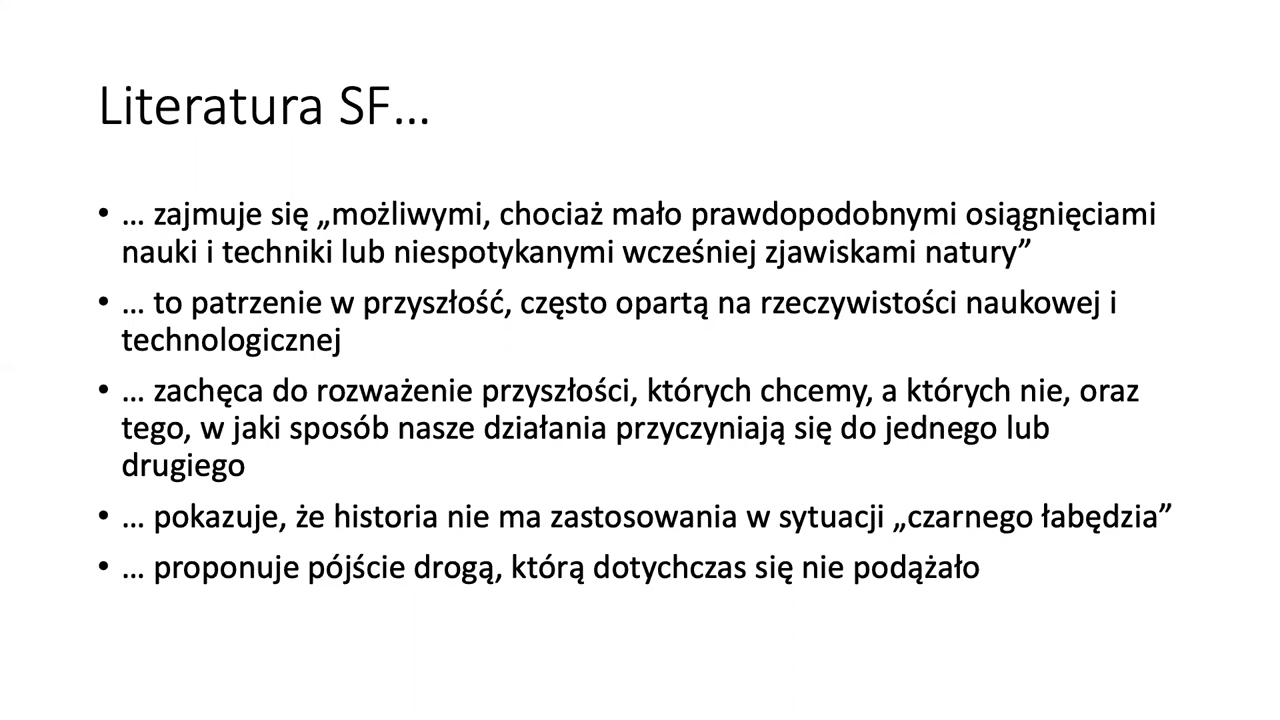 Literatura SF…
• … zajmuje się „możliwymi, chociaż mało prawdopodobnymi osiągnięciami
nauki i techniki lub niespotykanymi wcześniej zjawiskami natury”
• … to patrzenie w przyszłość, często opartą na rzeczywistości naukowej i
technologicznej
• … zachęca do rozważenie przyszłości, których chcemy, a których nie, oraz
tego, w jaki sposób nasze działania przyczyniają się do jednego lub
drugiego
• … pokazuje, że historia nie ma zastosowania w sytuacji „czarnego łabędzia”
• … proponuje pójście drogą, którą dotychczas się nie podążało